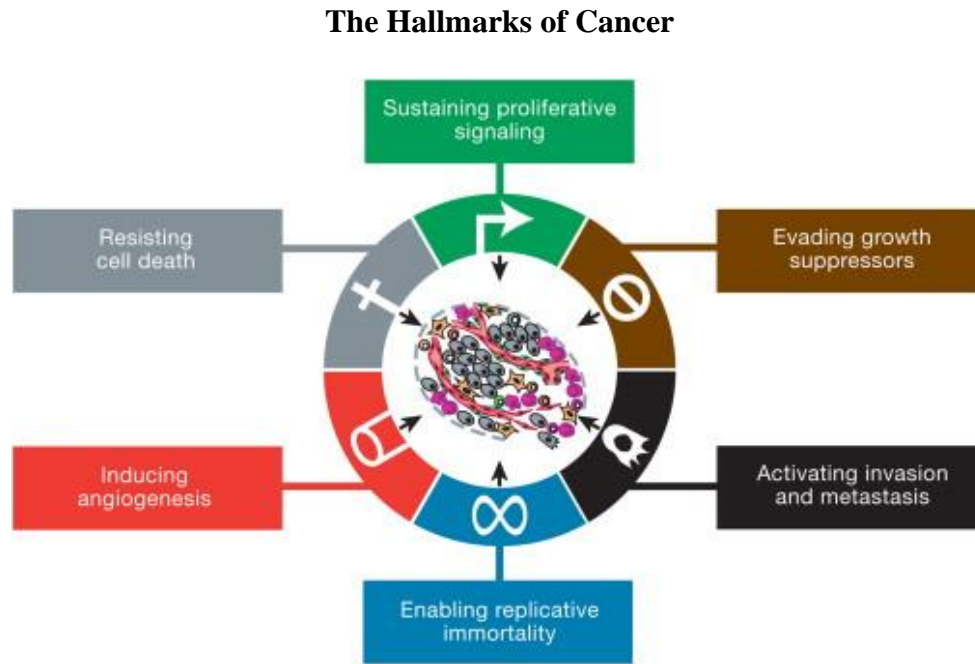 The Hallmarks of Cancer
Sustaining proliferative
signaling
Resisting
cell death
Evading growth
suppressors
Inducing
angiogenesis
Activating invasion
and metastasis
Enabling replicative
immortality